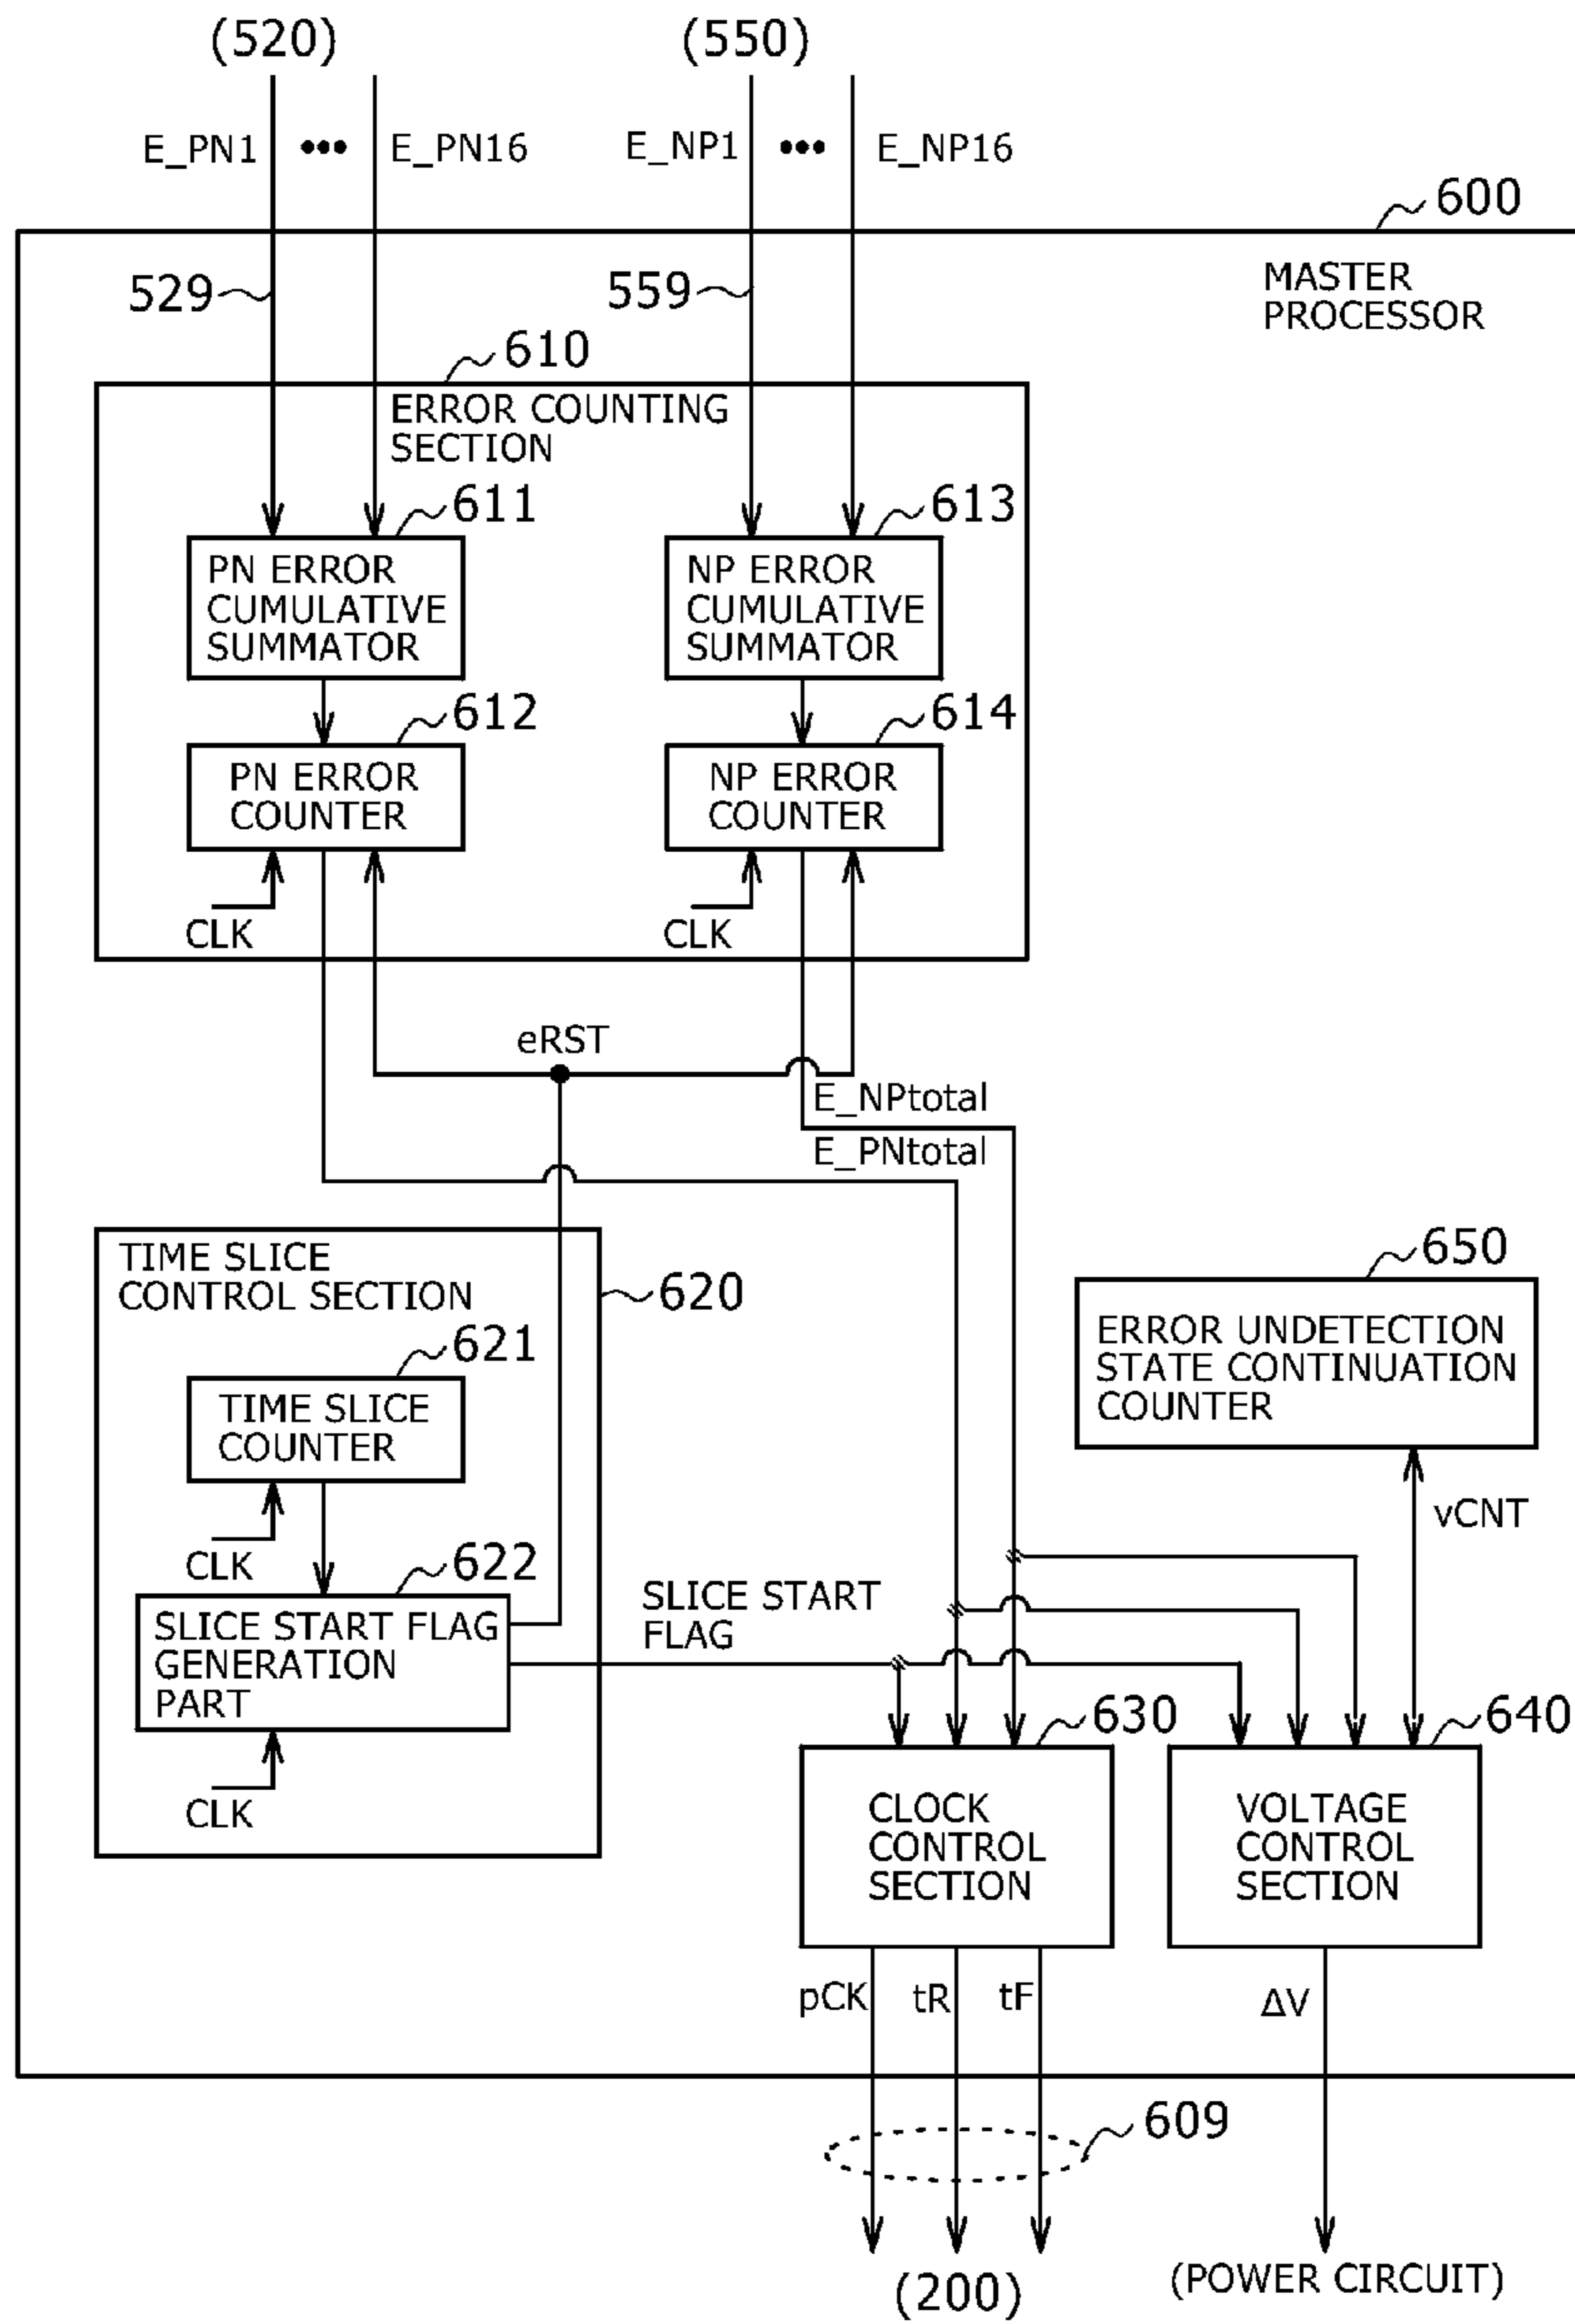 (520)
(550)
E_PN1 ••• E_PN16
E_NP1 ••• E_NP16
600
MASTER
PROCESSOR
529
559
610
ERROR COUNTING
SECTION
611
613
PN ERROR
CUMULATIVE
SUMMATOR
NP ERROR
CUMULATIVE
SUMMATOR
612
614
PN ERROR
COUNTER
NP ERROR
COUNTER
CLK
CLK
eRST
E_NPtotal
E_PNtotal
TIME SLICE
CONTROL SECTION
620
650
ERROR UNDETECTION
STATE CONTINUATION
COUNTER
621
TIME SLICE
COUNTER
vCNT
CLK
622
SLICE START FLAG
GENERATION
PART
SLICE START
FLAG
CLK
630
640
CLOCK
CONTROL
SECTION
VOLTAGE
CONTROL
SECTION
pCK
tR
tF
ΔV
609
(200)
(POWER CIRCUIT)